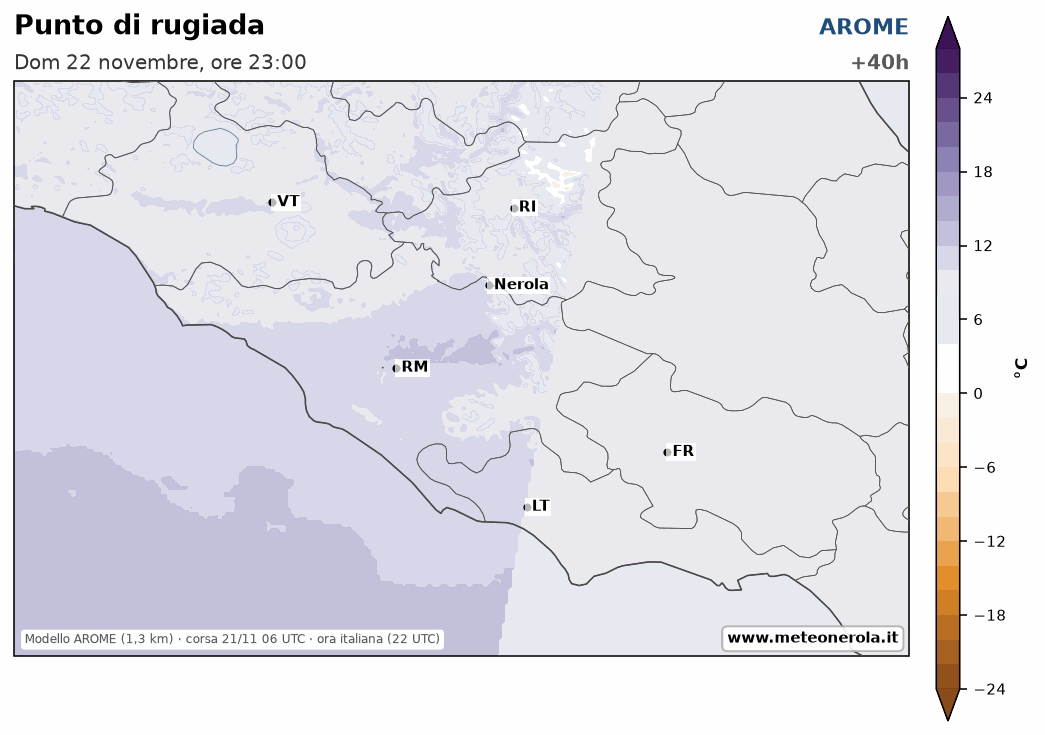 Punto di rugiada
AROME
Dom 22 novembre, ore 23:00
+40h
VT
RI
Nerola
RM
FR
LT
Modello AROME (1,3 km) · corsa 21/11 06 UTC · ora italiana (22 UTC)
www.meteonerola.it
24
18
12
6
0
−6
−12
−18
−24
°C